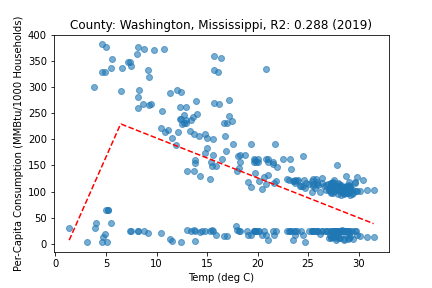 County: Washington, Mississippi, R2: 0.288 (2019)
Per-Capita Consumption (MMBtu/1000 Households)
400
350
300
250
200
150
100
50
0
0 5 10 15 20 25 30
Temp (deg C)